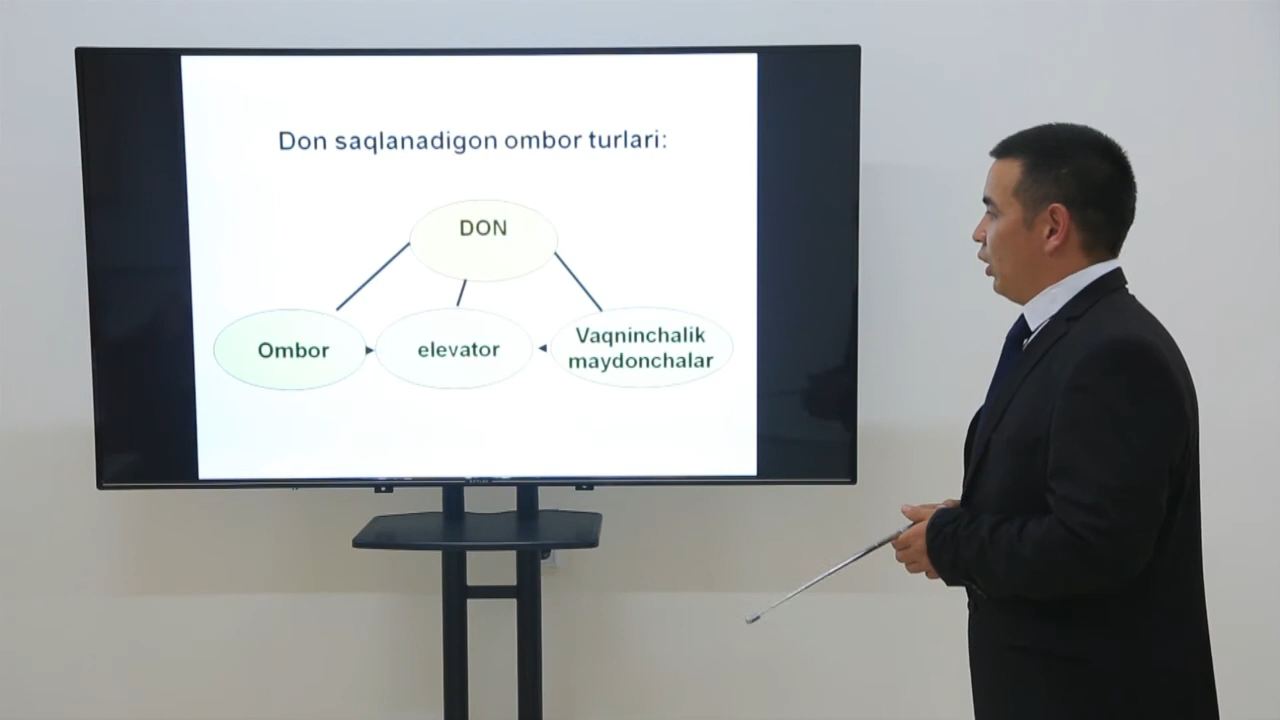 Don saqlanadigon ombor turlari:
DON
Ombor
elevator
Vaqninchalik
maydonchalar